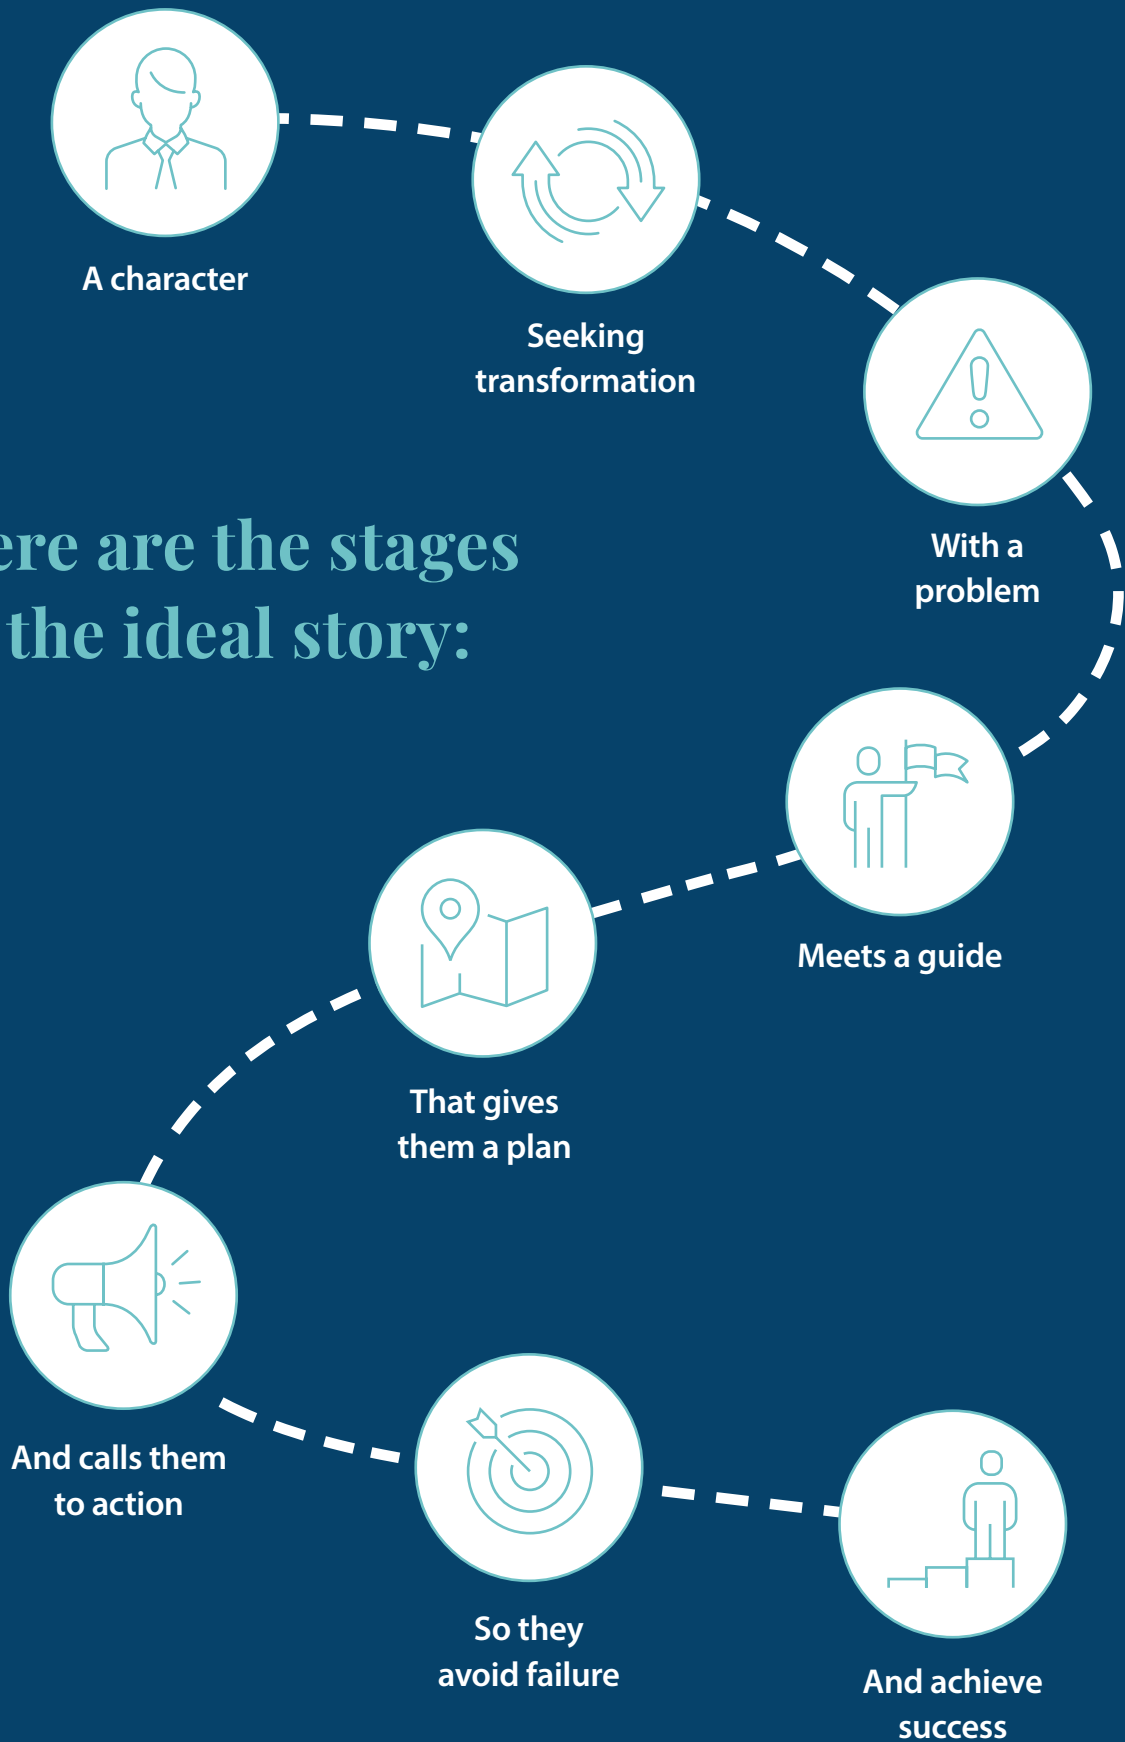 A character
Seeking
transformation
With a
problem
ere are the stages
the ideal story:
Meets a guide
That gives
them a plan
And calls them
to action
So they
avoid failure
And achieve
success